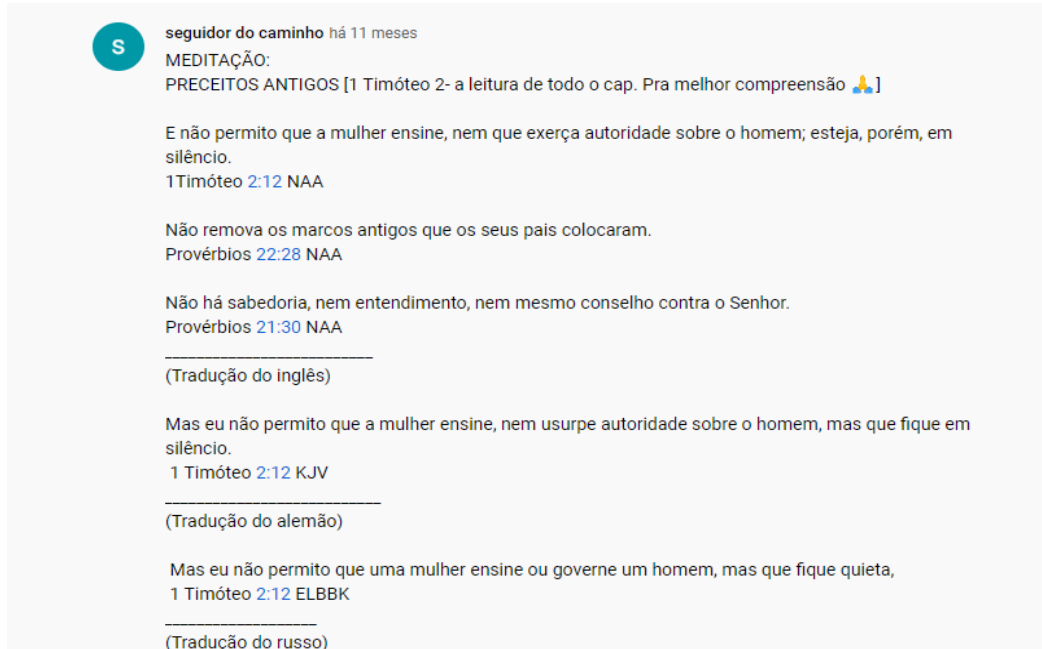 S
seguidor do caminho há 11 meses
MEDITAÇÃO:
PRECEITOS ANTIGOS [1 Timóteo 2- a leitura de todo o cap. Pra melhor compreensão 🙏]
E não permito que a mulher ensine, nem que exerça autoridade sobre o homem; esteja, porém, em
silêncio.
1Timóteo 2:12 NAA
Não remova os marcos antigos que os seus pais colocaram.
Provérbios 22:28 NAA
Não há sabedoria, nem entendimento, nem mesmo conselho contra o Senhor.
Provérbios 21:30 NAA
__________________________
(Tradução do inglês)
Mas eu não permito que a mulher ensine, nem usurpe autoridade sobre o homem, mas que fique em
silêncio.
1 Timóteo 2:12 KJV
___________________________
(Tradução do alemão)
Mas eu não permito que uma mulher ensine ou governe um homem, mas que fique quieta,
1 Timóteo 2:12 ELBBK
___________________
(Tradução do russo)